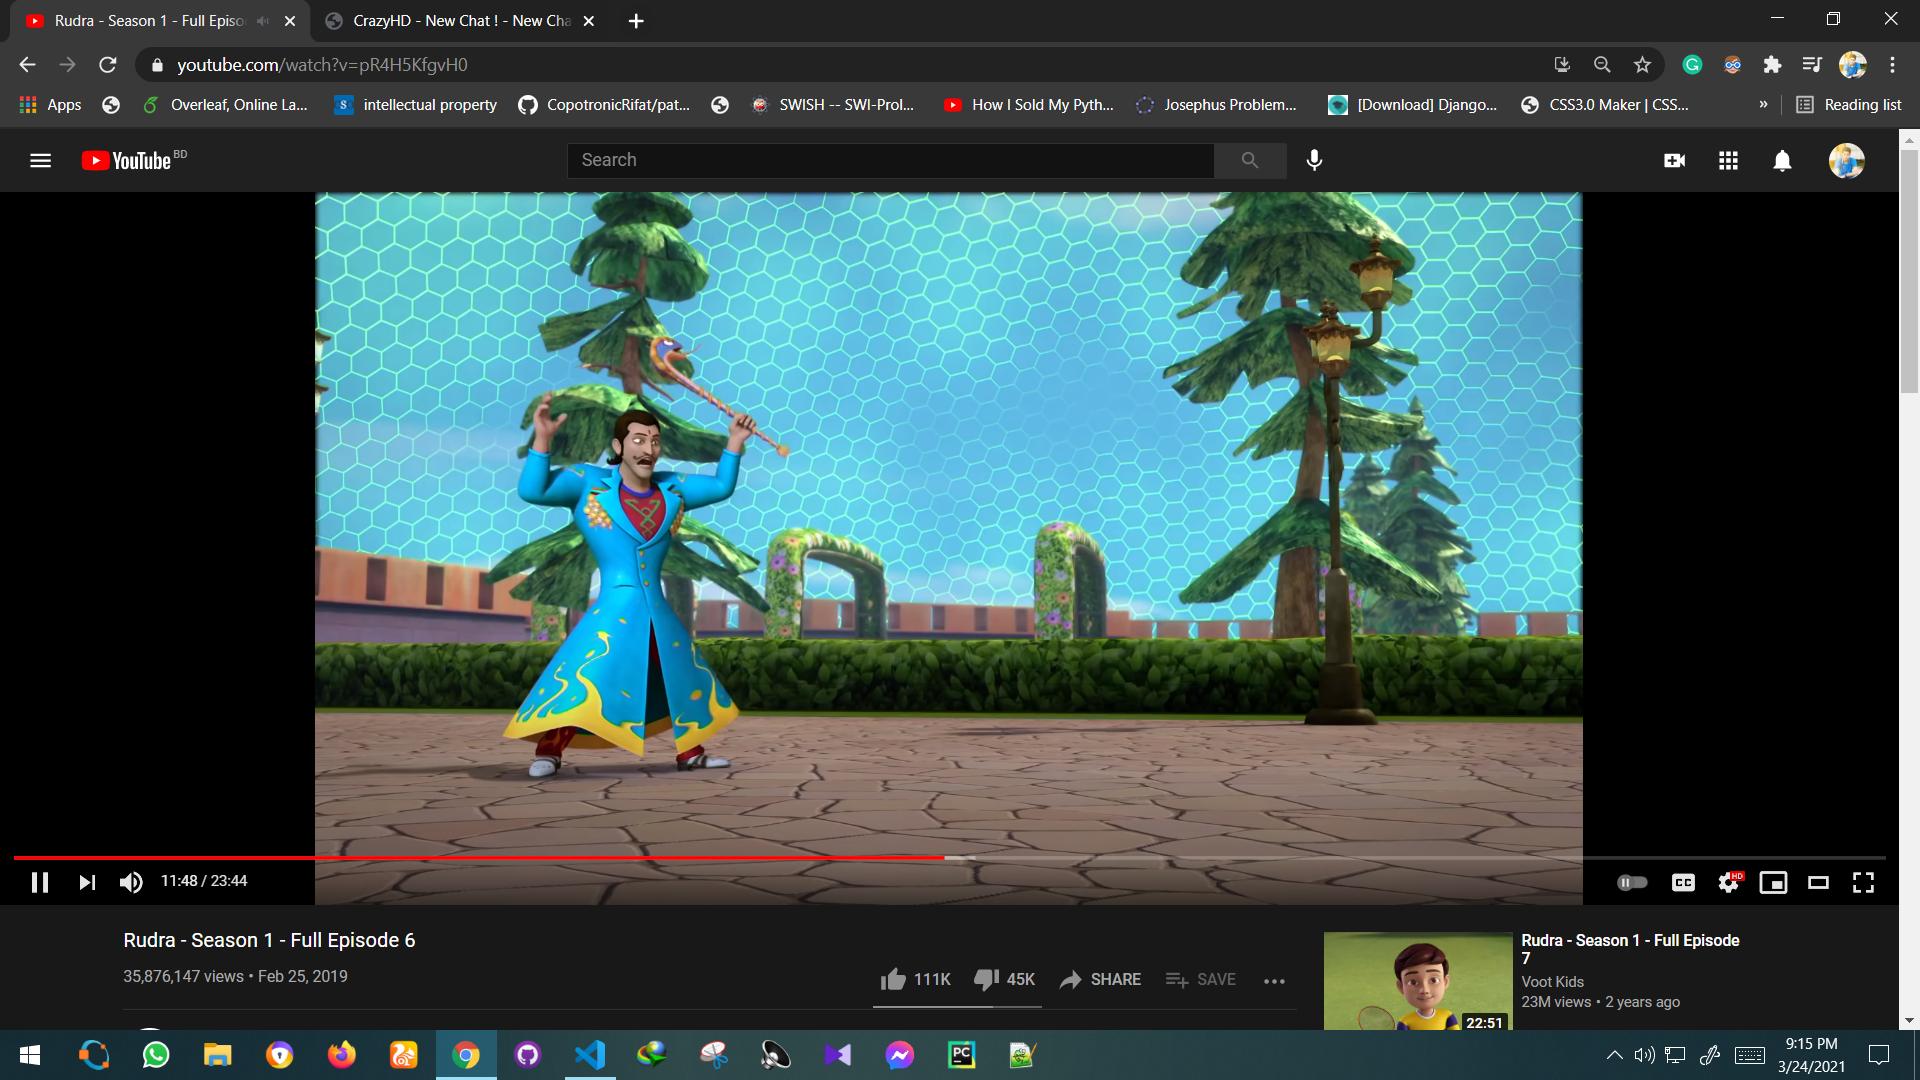 Rudra - Season 1 - Full Episo
CrazyHD - New Chat ! - New Cha
youtube.com/watch?v=pR4H5KfgvH0
Apps
Overleaf, Online La...
intellectual property
CopotronicRifat/pat...
SWISH -- SWI-Prol...
How I Sold My Pyth...
Josephus Problem...
[Download] Django...
CSS3.0 Maker | CSS...
»
Reading list
YouTube BD
Search
11:48 / 23:44
CC
HD
Rudra - Season 1 - Full Episode 6
35,876,147 views • Feb 25, 2019
111K
45K
SHARE
SAVE
Rudra - Season 1 - Full Episode
7
Voot Kids
23M views • 2 years ago
22:51
PC
9:15 PM
3/24/2021